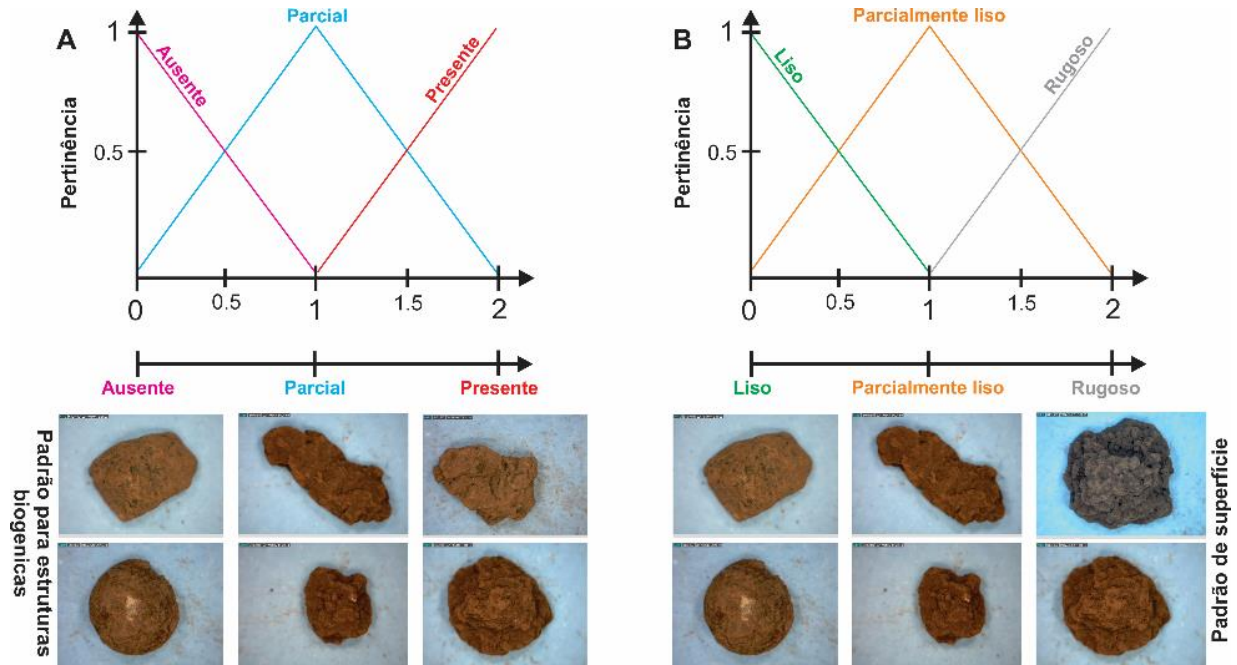 A
Parcial
1
Ausente
Presente
Pertinência
0.5
0
0.5
1
1.5
2
Ausente
Parcial
Presente
Padrão para estruturas
biogenicas
B
Parcialmente liso
1
Liso
Rugoso
Pertinência
0.5
0
0.5
1
1.5
2
Liso
Parcialmente liso
Rugoso
Padrão de superfície